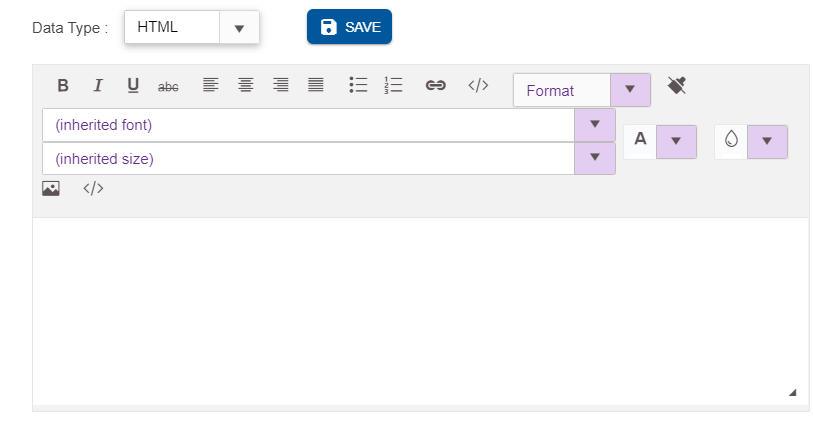 Data Type : HTML SAVE
B I U abc </> Format
(inherited font)
A
(inherited size)
</>